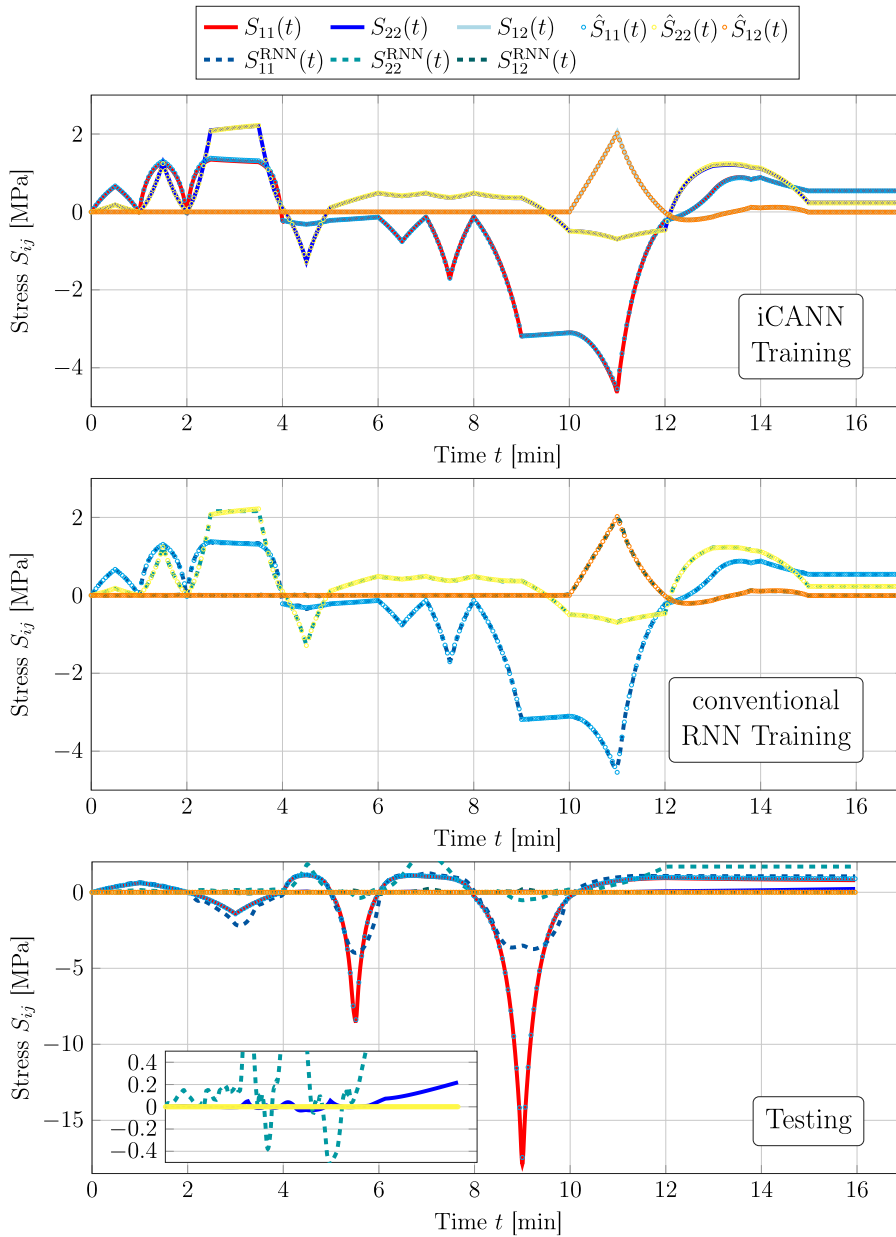 S₁₁(t) S₂₂(t) S₁₂(t) Ŝ₁₁(t) Ŝ₂₂(t) Ŝ₁₂(t)
S₁₁ᴿᴺᴺ(t) S₂₂ᴿᴺᴺ(t) S₁₂ᴿᴺᴺ(t)
2
0
−2
−4
Stress Sᵢⱼ [MPa]
iCANN
Training
0 2 4 6 8 10 12 14 16
Time t [min]
2
0
−2
−4
Stress Sᵢⱼ [MPa]
conventional
RNN Training
0 2 4 6 8 10 12 14 16
Time t [min]
0
−5
−10
−15
Stress Sᵢⱼ [MPa]
0.4
0.2
0
−0.2
−0.4
Testing
0 2 4 6 8 10 12 14 16
Time t [min]